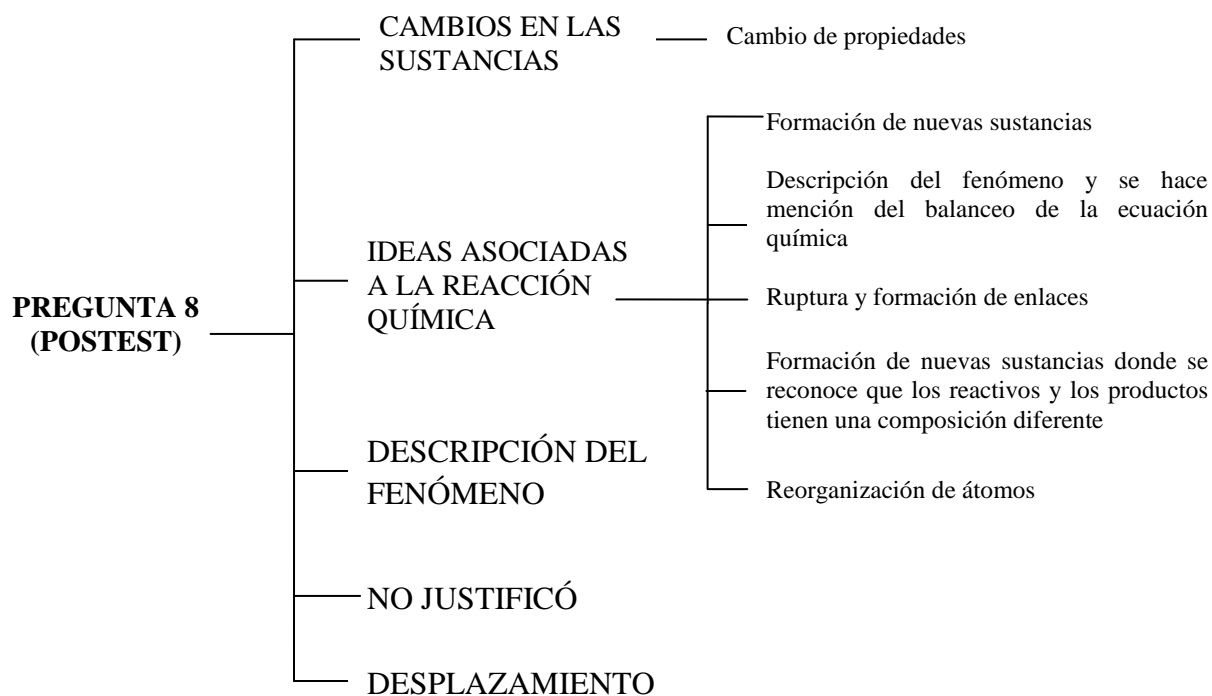 PREGUNTA 8
(POSTEST)
CAMBIOS EN LAS
SUSTANCIAS
Cambio de propiedades
IDEAS ASOCIADAS
A LA REACCIÓN
QUÍMICA
Formación de nuevas sustancias
Descripción del fenómeno y se hace
mención del balanceo de la ecuación
química
Ruptura y formación de enlaces
Formación de nuevas sustancias donde se
reconoce que los reactivos y los productos
tienen una composición diferente
Reorganización de átomos
DESCRIPCIÓN DEL
FENÓMENO
NO JUSTIFICÓ
DESPLAZAMIENTO